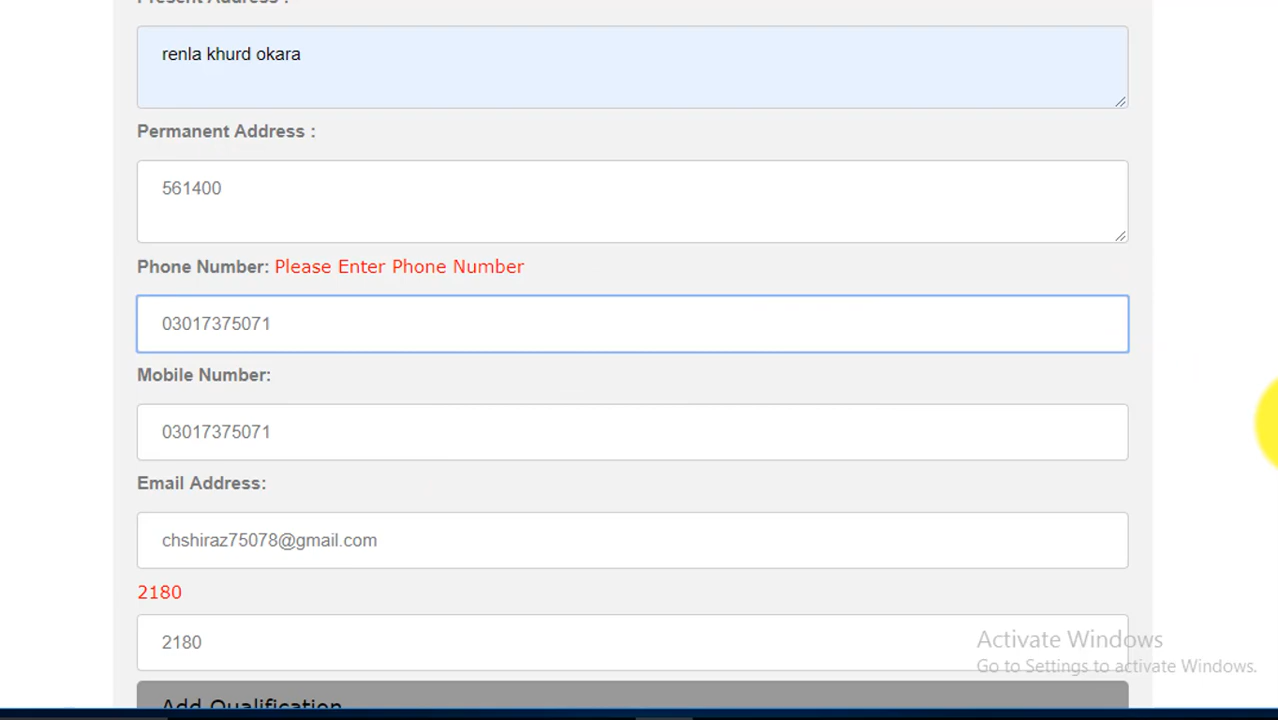 Present Address :
renla khurd okara
Permanent Address :
561400
Phone Number: Please Enter Phone Number
03017375071
Mobile Number:
03017375071
Email Address:
chshiraz75078@gmail.com
2180
2180
Activate Windows
Go to Settings to activate Windows.
Add Qualification